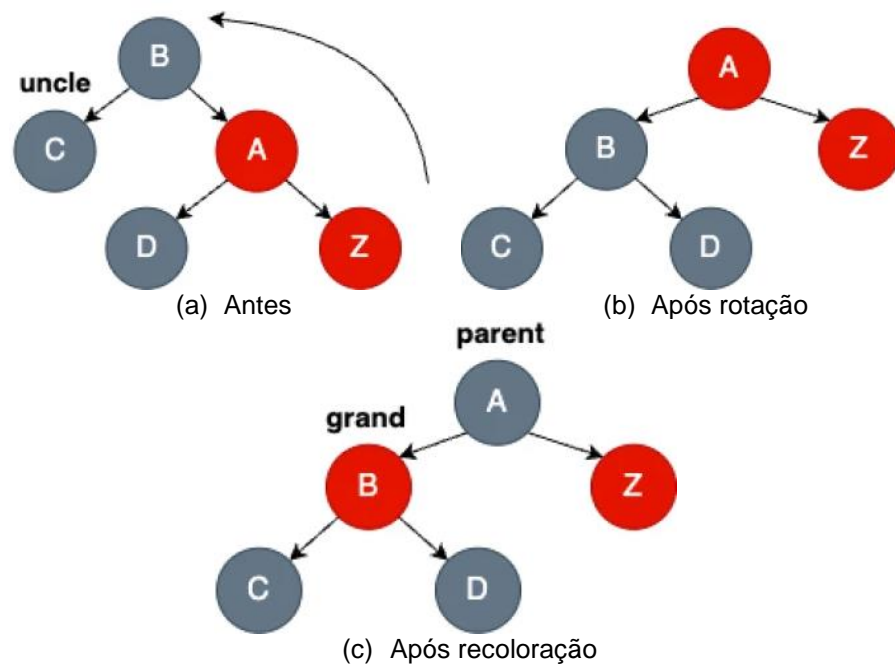 B
uncle
C
A
D
Z
(a) Antes
A
B
Z
C
D
(b) Após rotação
parent
A
grand
B
Z
C
D
(c) Após recoloração